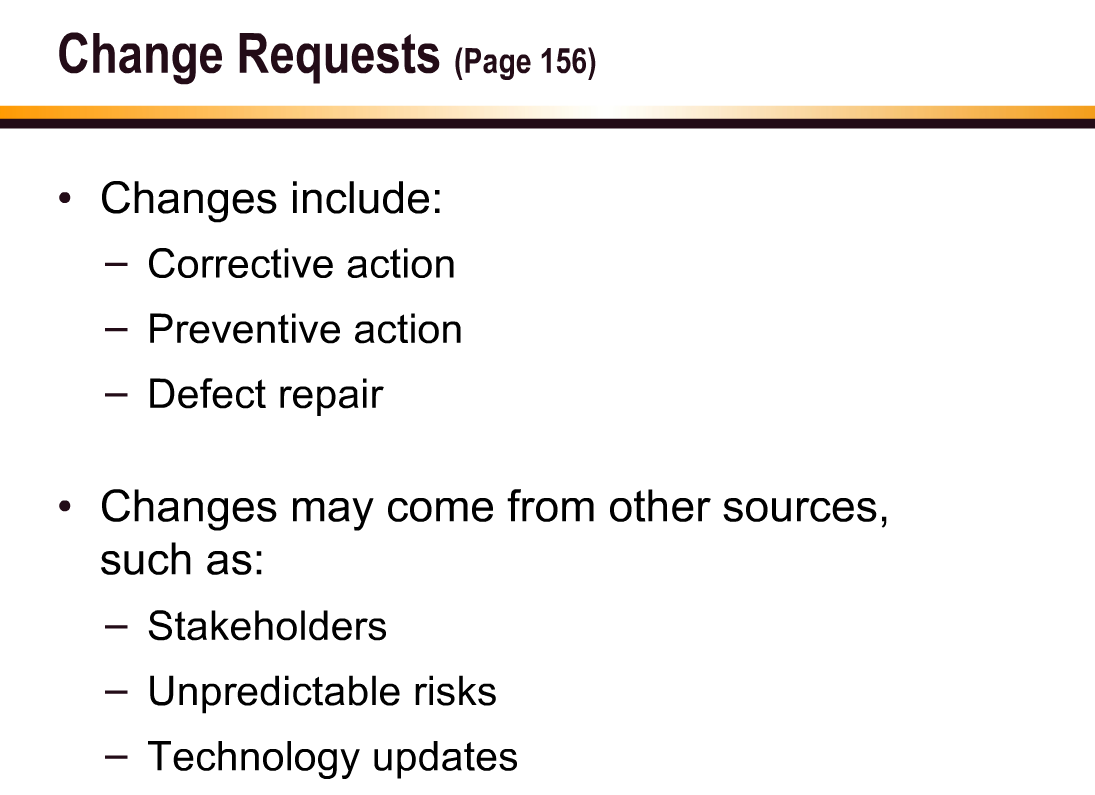 Change Requests (Page 156)
• Changes include:
– Corrective action
– Preventive action
– Defect repair
• Changes may come from other sources,
such as:
– Stakeholders
– Unpredictable risks
– Technology updates